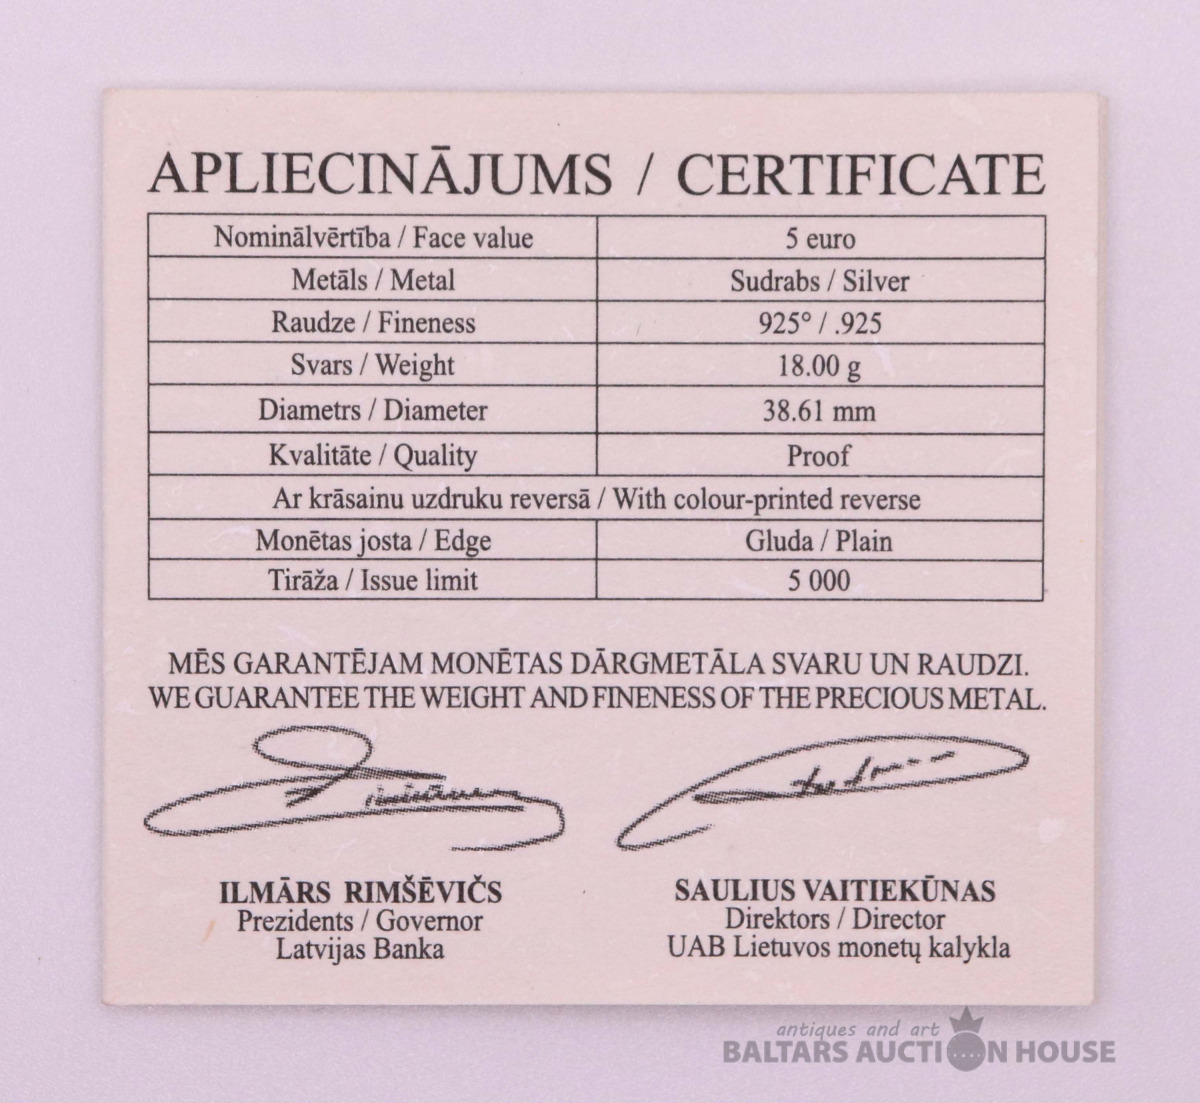 APLIECINĀJUMS / CERTIFICATE
Nominālvērtība / Face value 5 euro
Metāls / Metal Sudrabs / Silver
Raudze / Fineness 925° / .925
Svars / Weight 18.00 g
Diametrs / Diameter 38.61 mm
Kvalitāte / Quality Proof
Ar krāsainu uzdruku reversā / With colour-printed reverse
Monētas josta / Edge Gluda / Plain
Tirāža / Issue limit 5 000
MĒS GARANTĒJAM MONĒTAS DĀRGMETĀLA SVARU UN RAUDZI.
WE GUARANTEE THE WEIGHT AND FINENESS OF THE PRECIOUS METAL.
ILMĀRS RIMŠĒVIČS
Prezidents / Governor
Latvijas Banka
SAULIUS VAITIEKŪNAS
Direktors / Director
UAB Lietuvos monetų kalykla
antiques and art
BALTARS AUCTION HOUSE